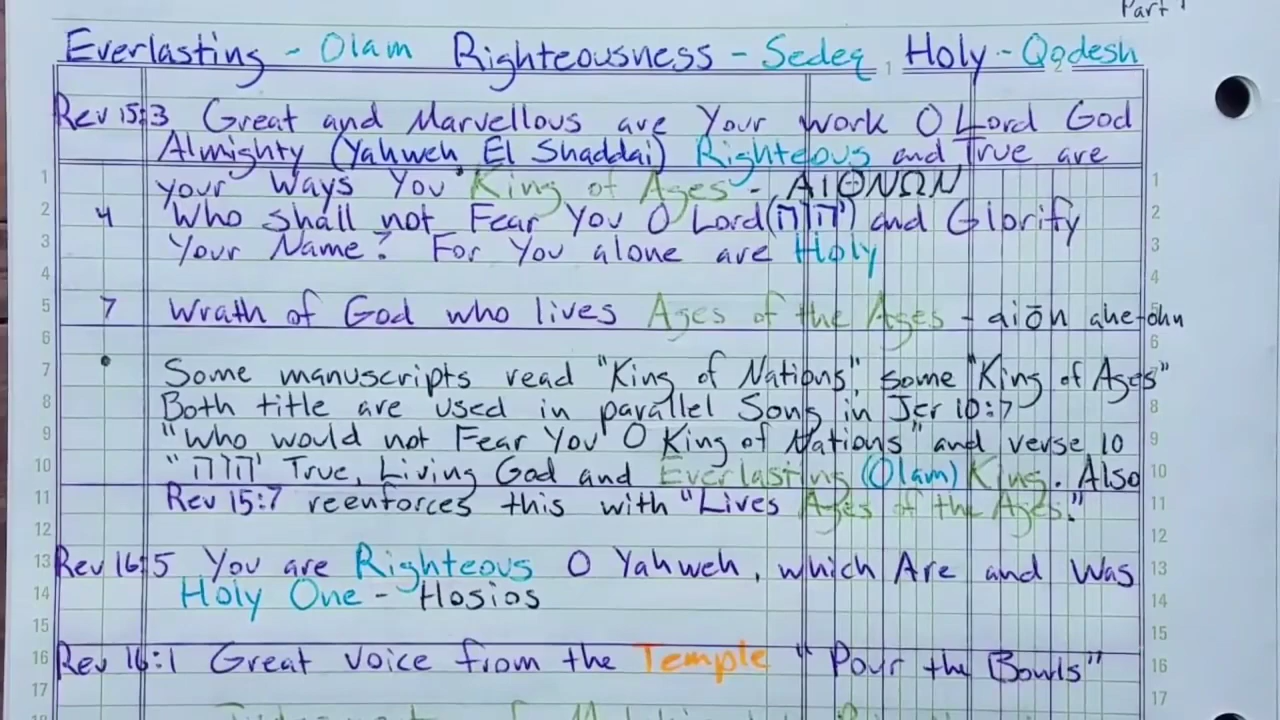 Part 1
Everlasting - Olam Righteousness - Sedeq, Holy - Qodesh
Rev 15:3 Great and Marvellous are Your work O Lord God
Almighty (Yahweh El Shaddai) Righteous and True are
your Ways You King of Ages - ΑΙΟΝΩΝ
4 Who shall not Fear You O Lord (יהוה) and Glorify
Your Name? For You alone are Holy
7 Wrath of God who lives Ages of the Ages - aiōn ahe-ohn
• Some manuscripts read "King of Nations", some "King of Ages"
Both title are used in parallel Song in Jer 10:7
"Who would not Fear You O King of Nations" and verse 10
"יהוה True, Living God and Everlasting (Olam) King. Also
Rev 15:7 reenforces this with "Lives Ages of the Ages."
Rev 16:5 You are Righteous O Yahweh, which Are and Was
Holy One - Hosios
Rev 16:1 Great voice from the Temple "Pour the Bowls"